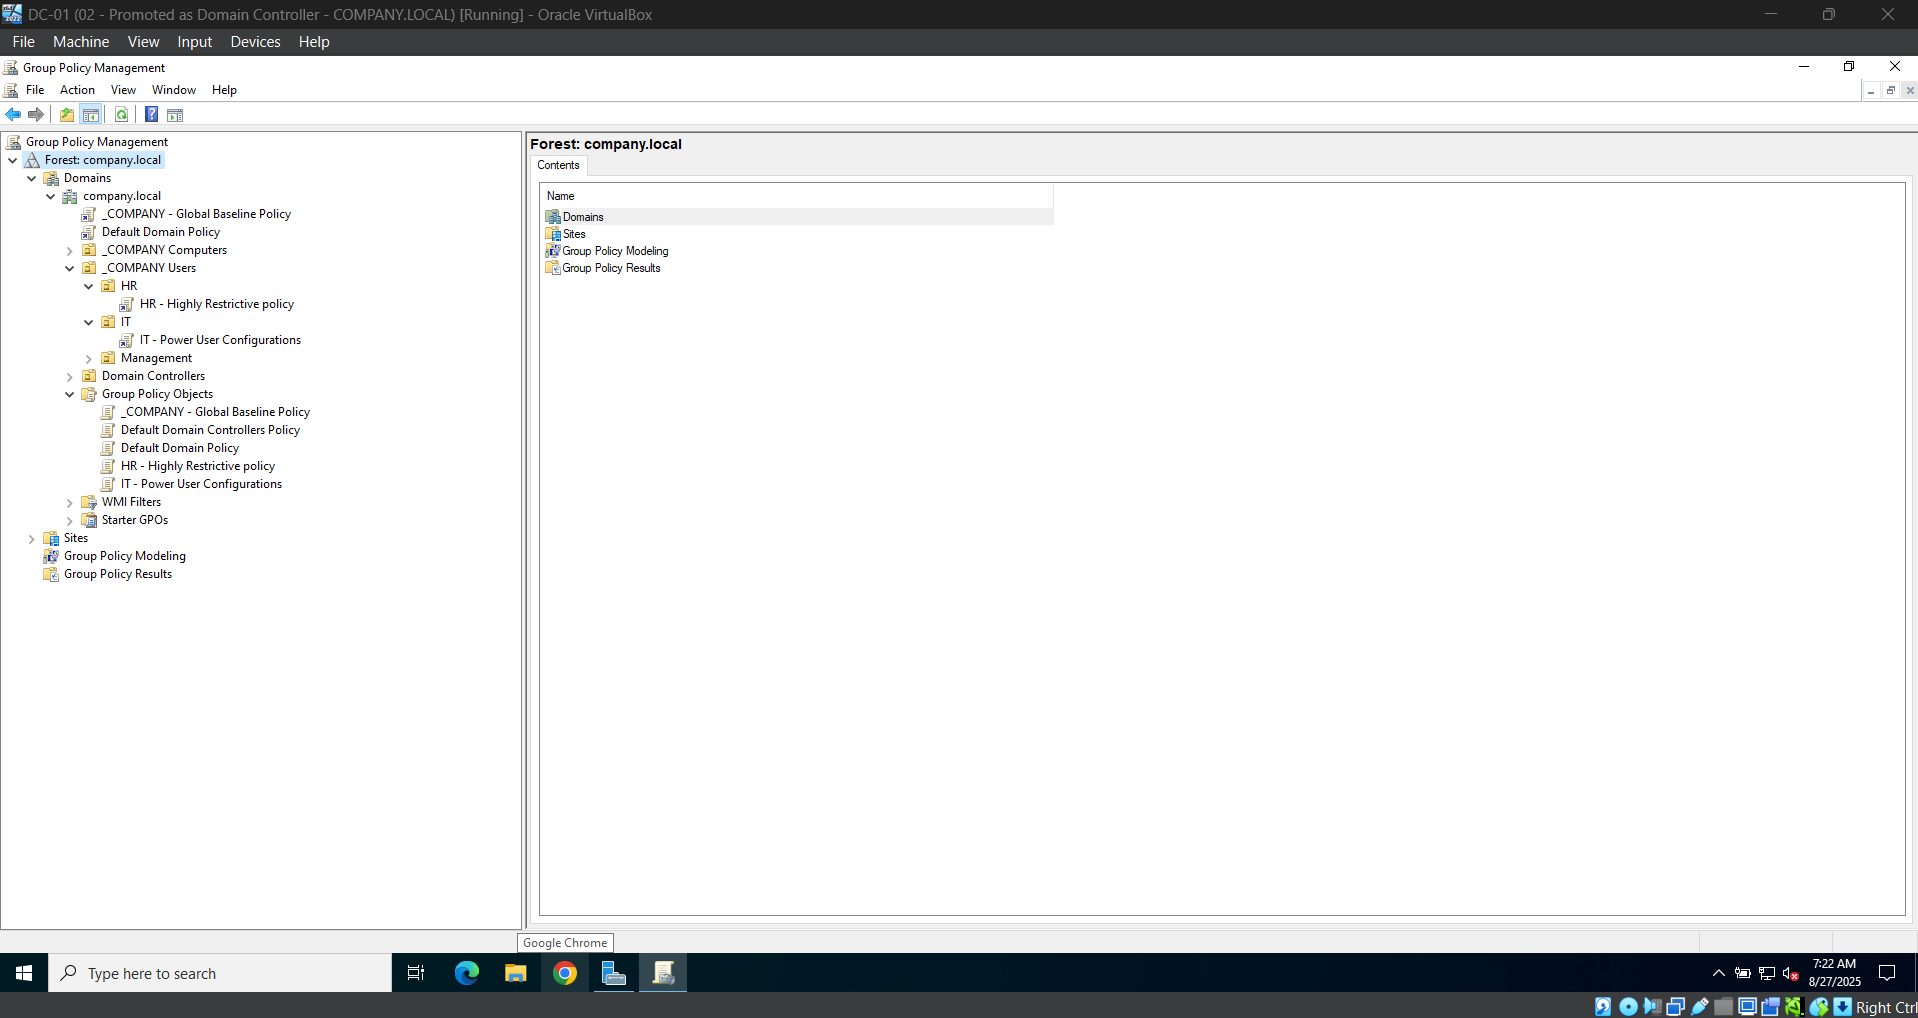 DC-01 (02 - Promoted as Domain Controller - COMPANY.LOCAL) [Running] - Oracle VirtualBox
File Machine View Input Devices Help
Group Policy Management
File Action View Window Help
Group Policy Management
Forest: company.local
Domains
company.local
_COMPANY - Global Baseline Policy
Default Domain Policy
_COMPANY Computers
_COMPANY Users
HR
HR - Highly Restrictive policy
IT
IT - Power User Configurations
Management
Domain Controllers
Group Policy Objects
_COMPANY - Global Baseline Policy
Default Domain Controllers Policy
Default Domain Policy
HR - Highly Restrictive policy
IT - Power User Configurations
WMI Filters
Starter GPOs
Sites
Group Policy Modeling
Group Policy Results
Forest: company.local
Contents
Name
Domains
Sites
Group Policy Modeling
Group Policy Results
Google Chrome
Type here to search
7:22 AM
8/27/2025
Right Ctrl